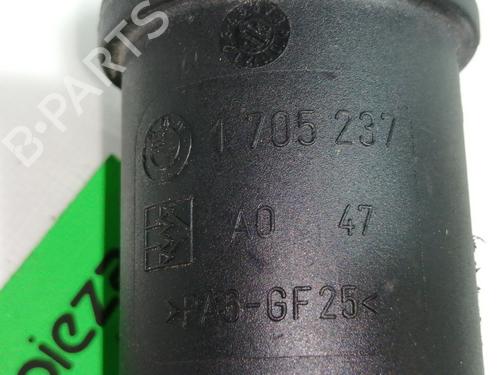 B-PARTS
1 705 237
A0 47
>PA6-GF25<
pieza